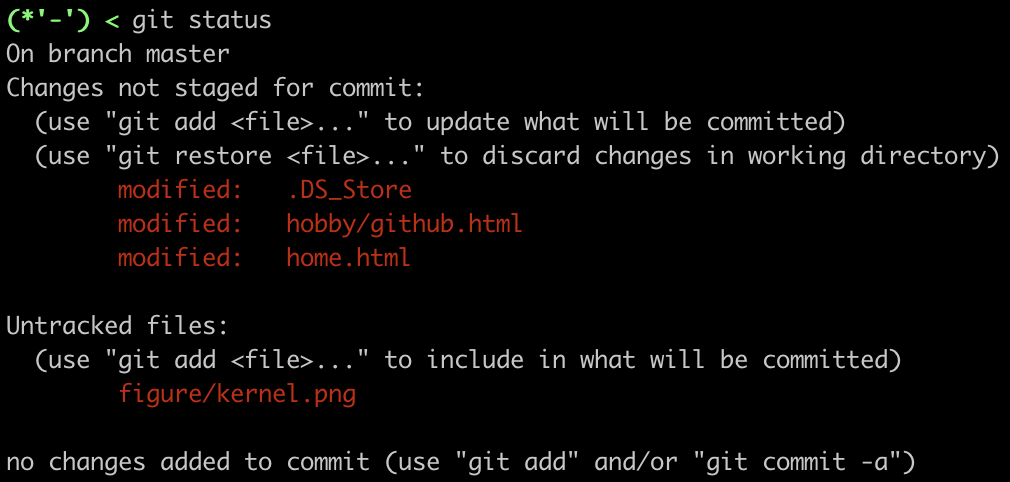 (*'-') < git status
On branch master
Changes not staged for commit:
  (use "git add <file>..." to update what will be committed)
  (use "git restore <file>..." to discard changes in working directory)
        modified:   .DS_Store
        modified:   hobby/github.html
        modified:   home.html

Untracked files:
  (use "git add <file>..." to include in what will be committed)
        figure/kernel.png

no changes added to commit (use "git add" and/or "git commit -a")